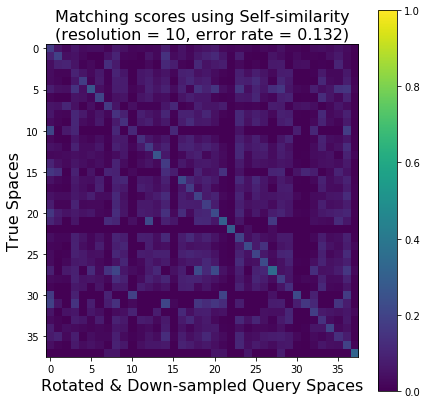 Matching scores using Self-similarity
(resolution = 10, error rate = 0.132)
1.0
0.8
0.6
0.4
0.2
0.0
True Spaces
0
5
10
15
20
25
30
35
0 5 10 15 20 25 30 35
Rotated & Down-sampled Query Spaces